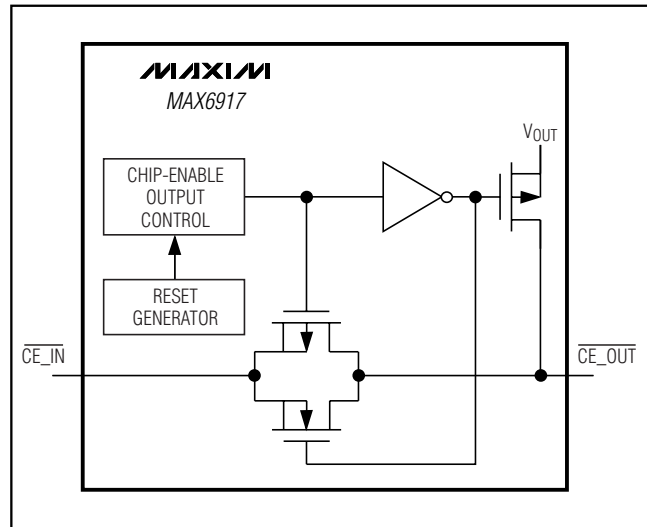 MAXIM
MAX6917
VOUT
CHIP-ENABLE
OUTPUT
CONTROL
RESET
GENERATOR
CE_IN
CE_OUT